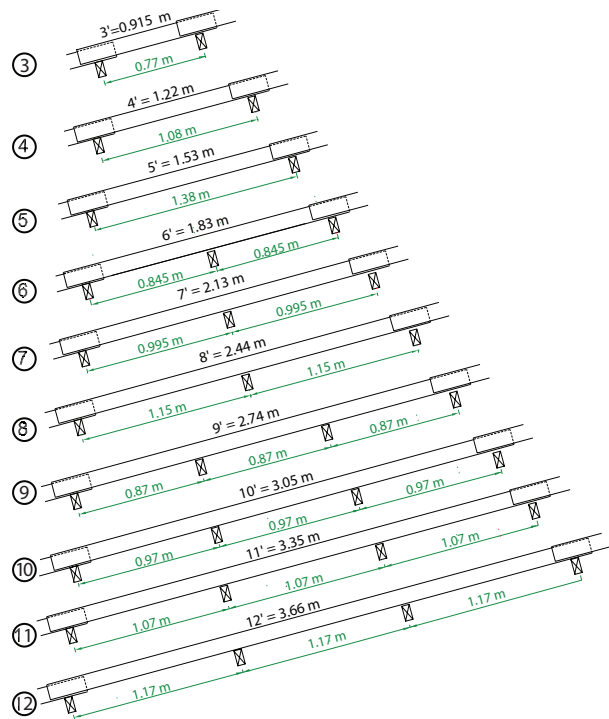 3'=0.915 m
③
0.77 m
4' = 1.22 m
④
1.08 m
5' = 1.53 m
⑤
1.38 m
6' = 1.83 m
⑥
0.845 m 0.845 m
7' = 2.13 m
⑦
0.995 m 0.995 m
8' = 2.44 m
⑧
1.15 m 1.15 m
9' = 2.74 m
⑨
0.87 m 0.87 m 0.87 m
10' = 3.05 m
⑩
0.97 m 0.97 m 0.97 m
11' = 3.35 m
⑪
1.07 m 1.07 m 1.07 m
12' = 3.66 m
⑫
1.17 m 1.17 m 1.17 m